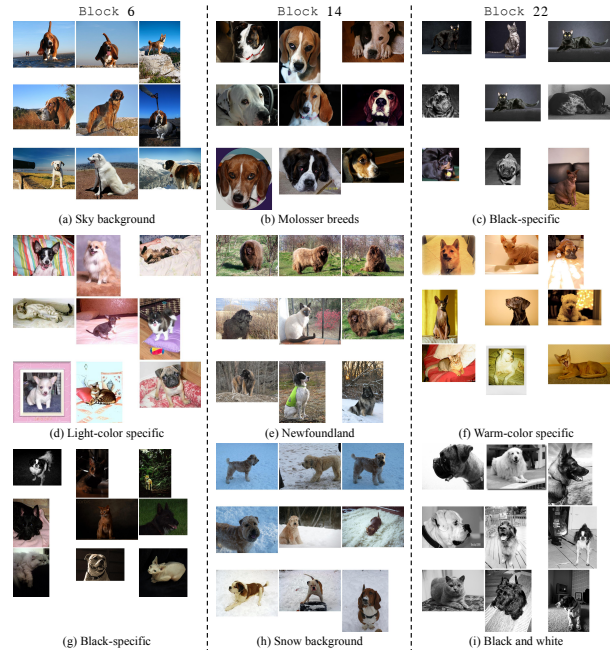 Block 6
Block 14
Block 22
(a) Sky background
(b) Molosser breeds
(c) Black-specific
(d) Light-color specific
(e) Newfoundland
(f) Warm-color specific
(g) Black-specific
(h) Snow background
(i) Black and white